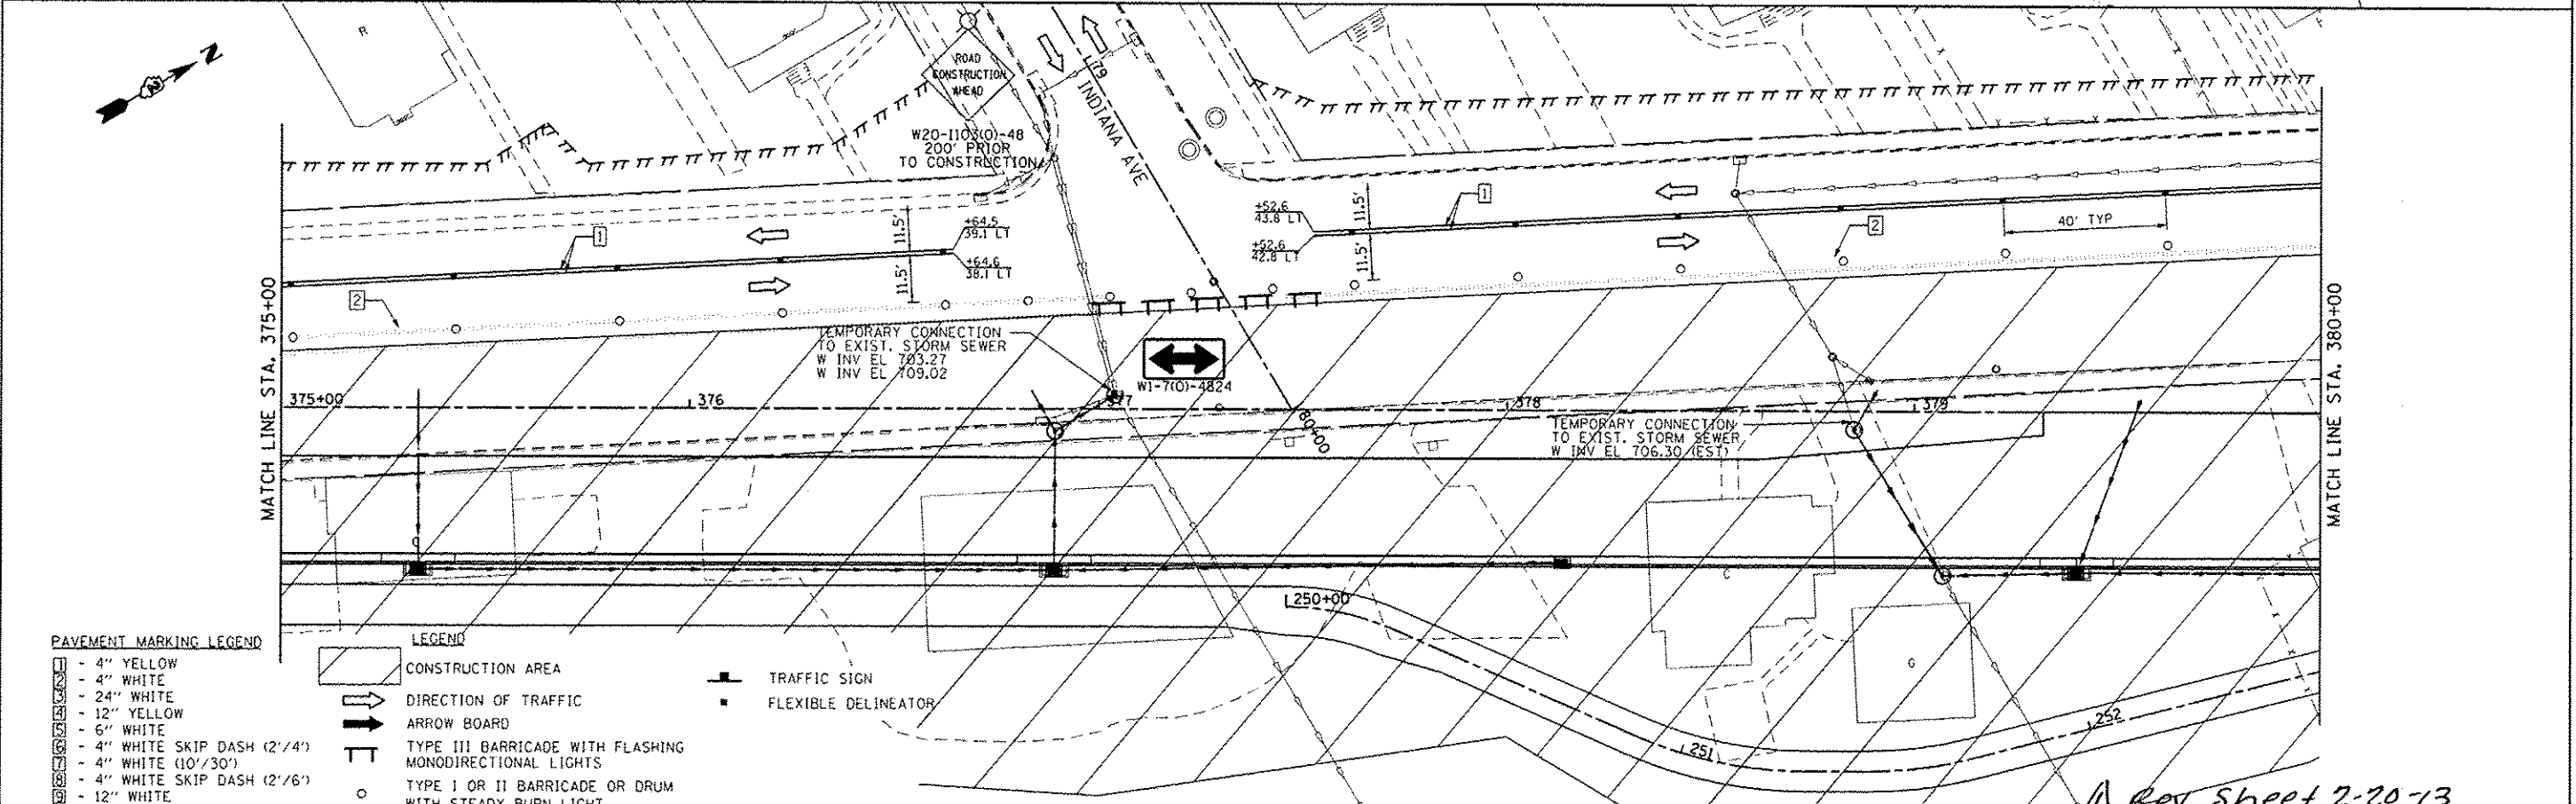 N
R
ROAD
CONSTRUCTION
AHEAD
W20-I103(O)-48
200' PRIOR
TO CONSTRUCTION
79
INDIANA AVE
MATCH LINE STA. 375+00
1
2
11.5'
11.5'
+64.5
39.1 LT
+64.6
38.1 LT
+52.6
43.8 LT
+52.6
42.8 LT
11.5'
11.5'
1
2
40' TYP
MATCH LINE STA. 380+00
TEMPORARY CONNECTION
TO EXIST. STORM SEWER
W INV EL 703.27
W INV EL 709.02
W1-7(O)-4824
375+00
376
377
80+00
378
379
TEMPORARY CONNECTION
TO EXIST. STORM SEWER
W INV EL 706.30 (EST)
C
G
250+00
251
252
PAVEMENT MARKING LEGEND
1 - 4" YELLOW
2 - 4" WHITE
3 - 24" WHITE
4 - 12" YELLOW
5 - 6" WHITE
6 - 4" WHITE SKIP DASH (2'/4')
7 - 4" WHITE (10'/30')
8 - 4" WHITE SKIP DASH (2'/6')
9 - 12" WHITE
LEGEND
CONSTRUCTION AREA
DIRECTION OF TRAFFIC
ARROW BOARD
TYPE III BARRICADE WITH FLASHING
MONODIRECTIONAL LIGHTS
TYPE I OR II BARRICADE OR DRUM
WITH STEADY BURN LIGHT
TRAFFIC SIGN
FLEXIBLE DELINEATOR
Rev Sheet 2-20-13